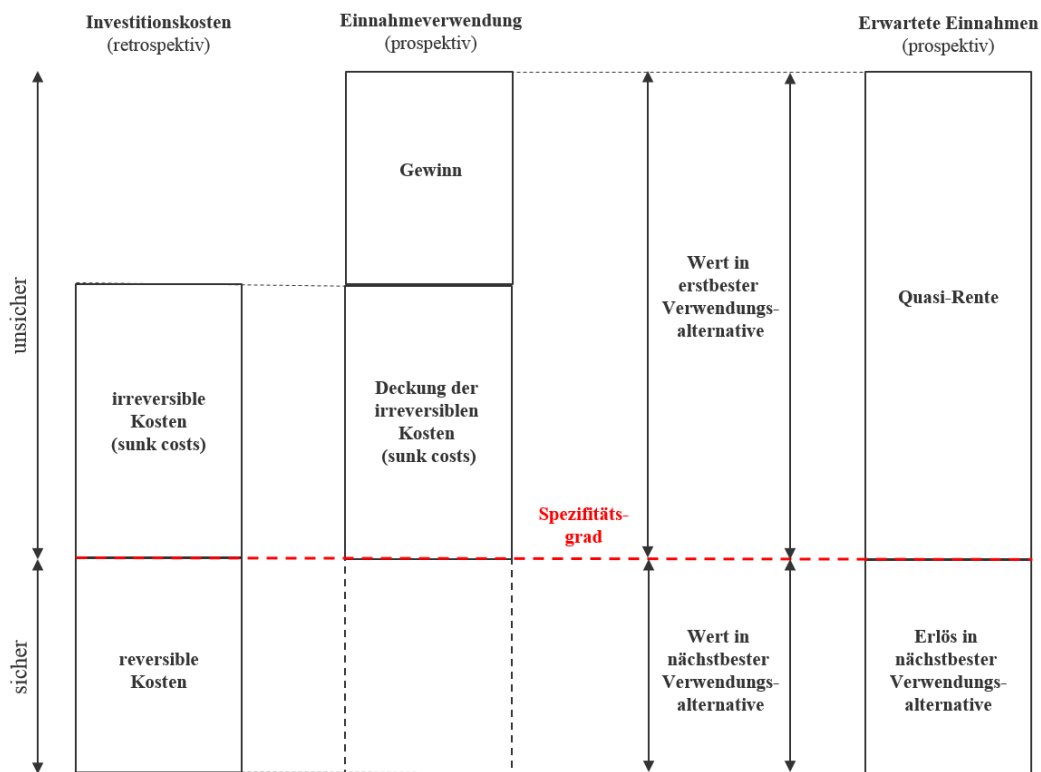 Investitionskosten
(retrospektiv)
Einnahmeverwendung
(prospektiv)
Erwartete Einnahmen
(prospektiv)
unsicher
Gewinn
Wert in
erstbester
Verwendungs-
alternative
Quasi-Rente
irreversible
Kosten
(sunk costs)
Deckung der
irreversiblen
Kosten
(sunk costs)
Spezifitäts-
grad
sicher
reversible
Kosten
Wert in
nächstbester
Verwendungs-
alternative
Erlös in
nächstbester
Verwendungs-
alternative